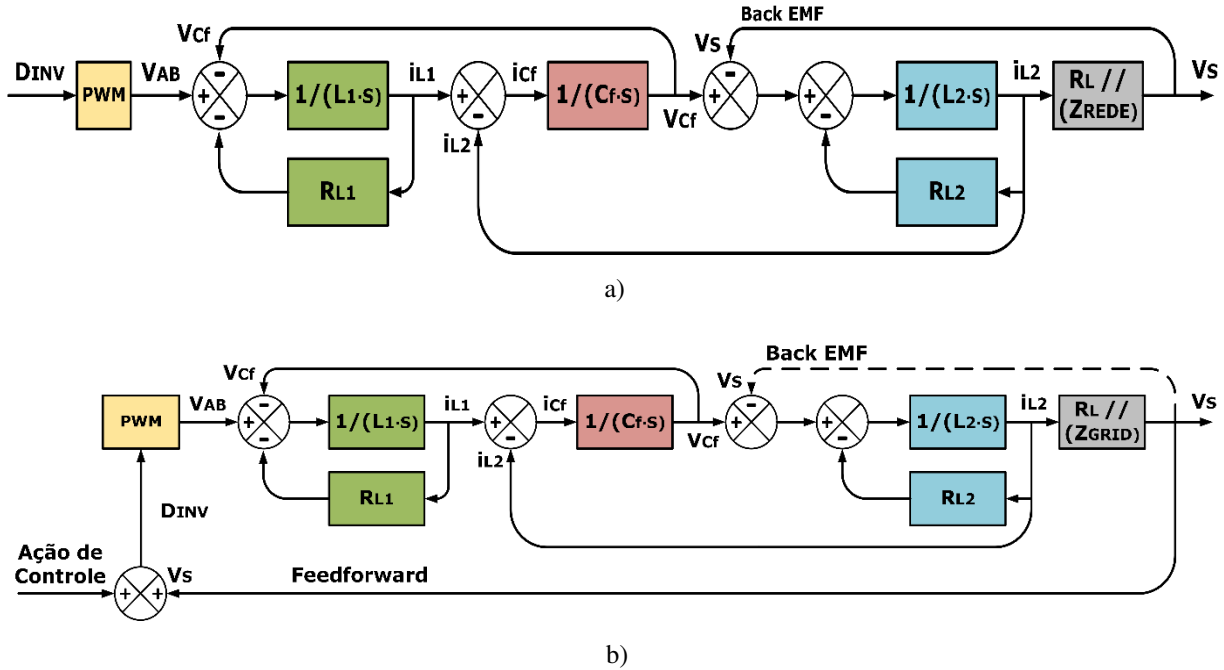 Back EMF
VCf
VS
DINV
VAB
iL1
iCf
iL2
VS
PWM
-
+
-
1/(L1·S)
+
-
1/(Cf·S)
VCf
-
+
+
-
1/(L2·S)
RL //
(ZREDE)
iL2
RL1
RL2
a)
Back EMF
VCf
VS
VAB
iL1
iCf
iL2
VS
PWM
-
+
-
1/(L1·S)
+
-
1/(Cf·S)
VCf
-
+
+
-
1/(L2·S)
RL //
(ZGRID)
iL2
RL1
RL2
DINV
Ação de
Controle
VS
Feedforward
+
+
b)